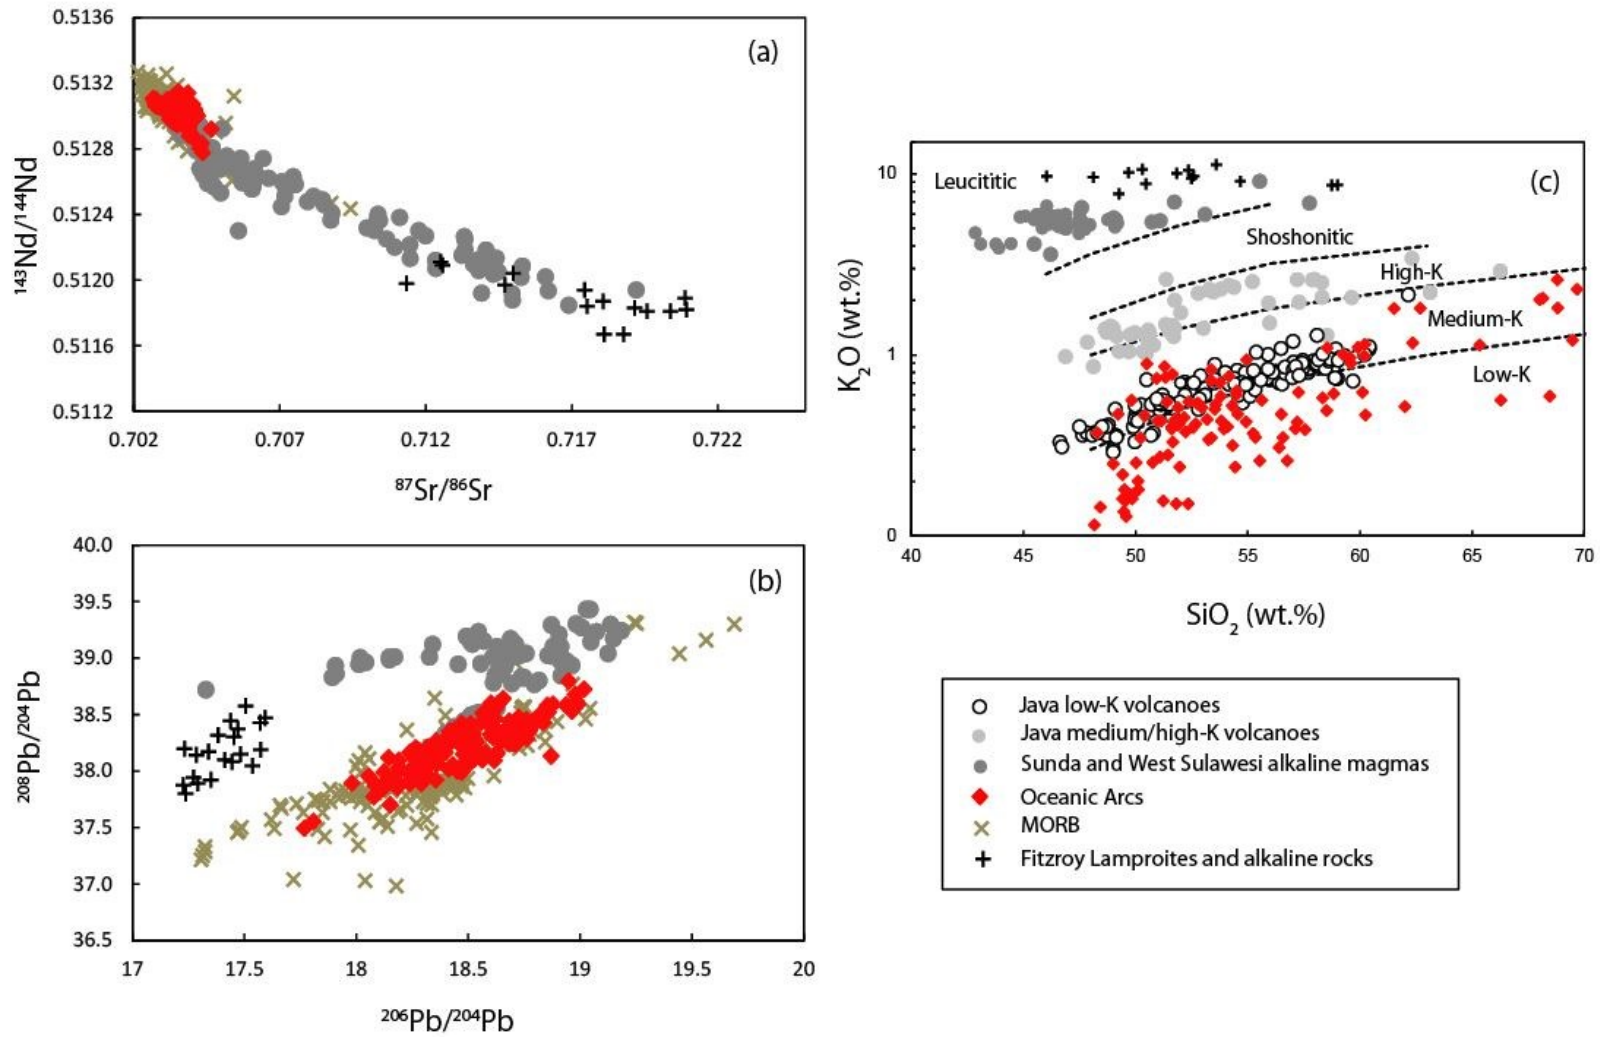 0.5136
0.5132
0.5128
0.5124
0.5120
0.5116
0.5112
¹⁴³Nd/¹⁴⁴Nd
(a)
0.702 0.707 0.712 0.717 0.722
⁸⁷Sr/⁸⁶Sr
40.0
39.5
39.0
38.5
38.0
37.5
37.0
36.5
²⁰⁸Pb/²⁰⁴Pb
(b)
17 17.5 18 18.5 19 19.5 20
²⁰⁶Pb/²⁰⁴Pb
10
1
0
K₂O (wt.%)
(c)
Leucititic
Shoshonitic
High-K
Medium-K
Low-K
40 45 50 55 60 65 70
SiO₂ (wt.%)
Java low-K volcanoes
Java medium/high-K volcanoes
Sunda and West Sulawesi alkaline magmas
Oceanic Arcs
MORB
Fitzroy Lamproites and alkaline rocks